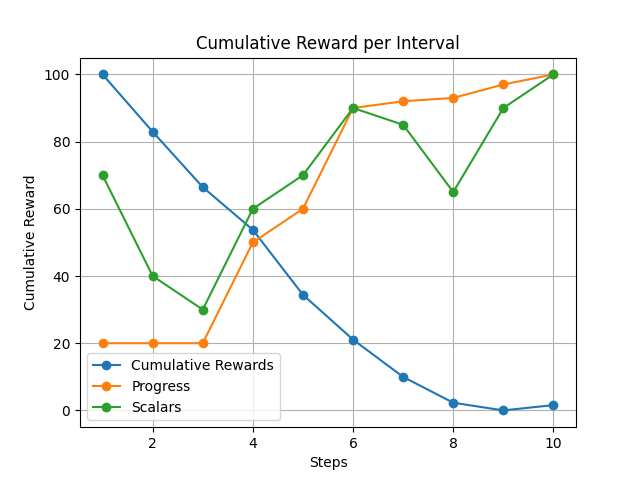 Cumulative Reward per Interval
Cumulative Reward
100
80
60
40
20
0
Cumulative Rewards
Progress
Scalars
2 4 6 8 10
Steps